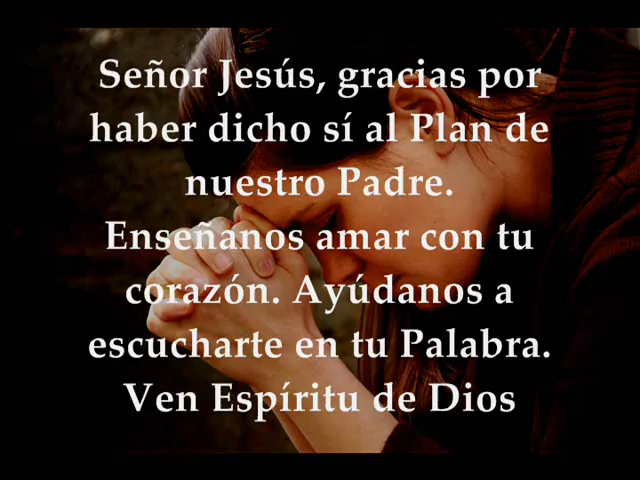 Señor Jesús, gracias por
haber dicho sí al Plan de
nuestro Padre.
Enseñanos amar con tu
corazón. Ayúdanos a
escucharte en tu Palabra.
Ven Espíritu de Dios